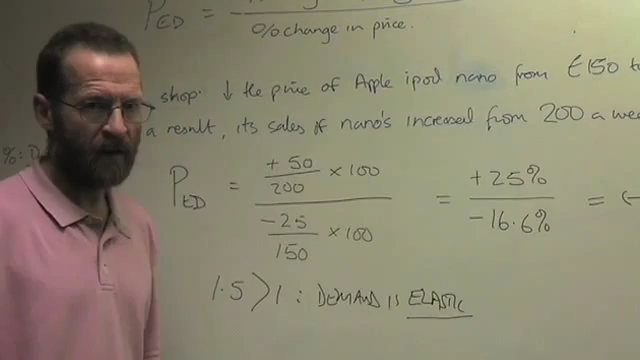 PED =
% change in price.
shop. ↓ the price of Apple ipod nano from £150 to
a result, its sales of nano's increased from 200 a wee
%:
PED = +50/200 × 100 / -25/150 × 100 = +25%/-16.6% = (-
1.5 > 1 : DEMAND IS ELASTIC